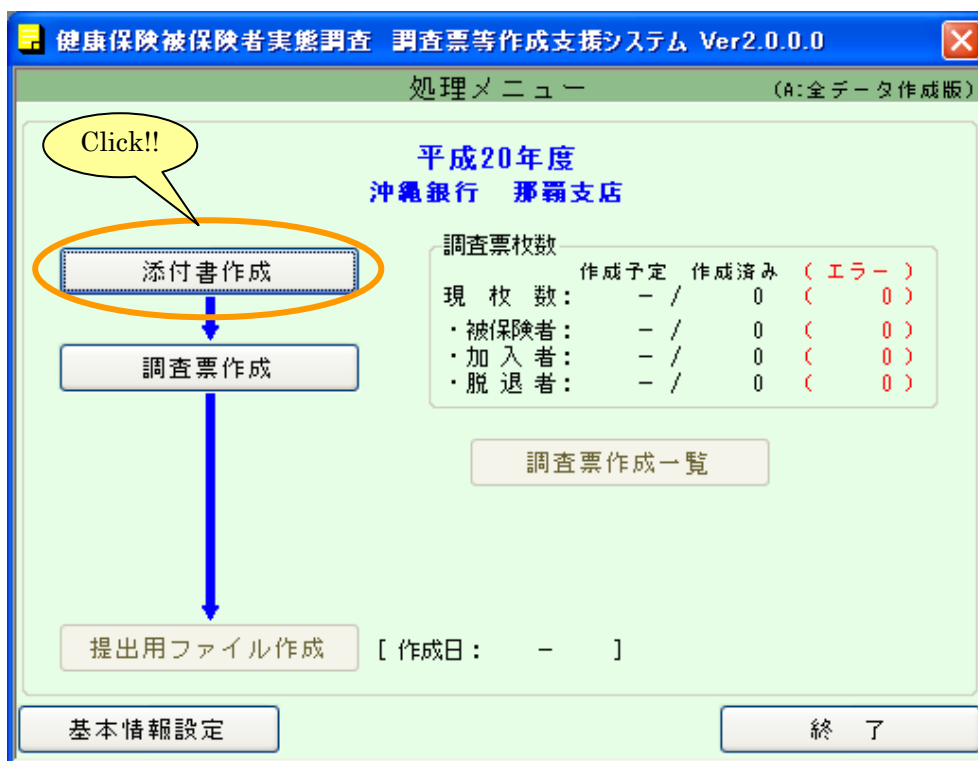 健康保険被保険者実態調査 調査票等作成支援システム Ver2.0.0.0
処理メニュー (A:全データ作成版)
Click!!
平成20年度
沖縄銀行 那覇支店
添付書作成
調査票枚数
作成予定 作成済み (エラー)
現 枚 数: - / 0 ( 0)
・被保険者: - / 0 ( 0)
・加 入 者: - / 0 ( 0)
・脱 退 者: - / 0 ( 0)
調査票作成
調査票作成一覧
提出用ファイル作成 [ 作成日: - ]
基本情報設定 終 了